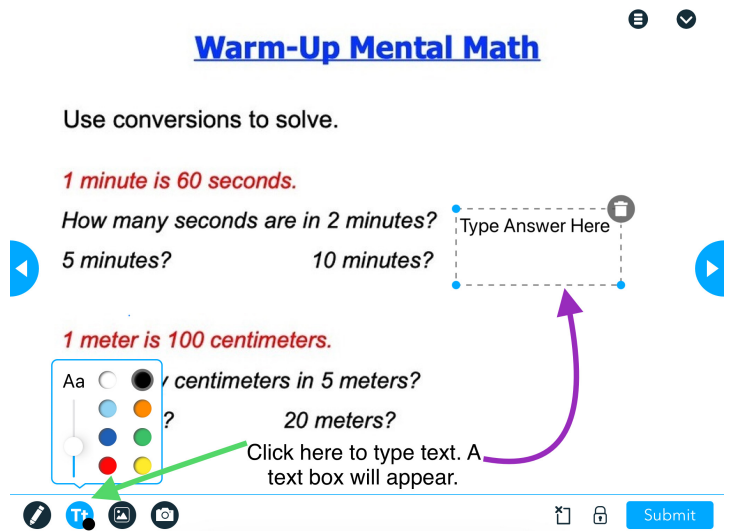 Warm-Up Mental Math
Use conversions to solve.
1 minute is 60 seconds.
How many seconds are in 2 minutes?
Type Answer Here
5 minutes? 10 minutes?
1 meter is 100 centimeters.
Aa
y centimeters in 5 meters?
? 20 meters?
Click here to type text. A
text box will appear.
Tt
Submit